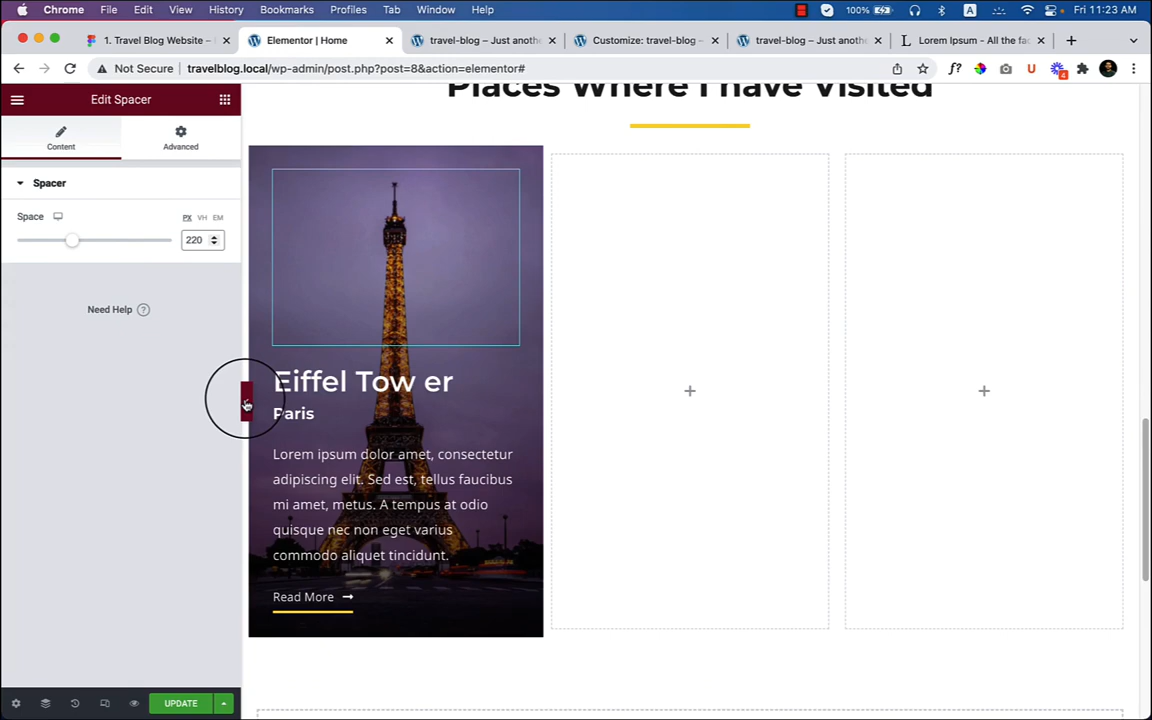 Chrome File Edit View History Bookmarks Profiles Tab Window Help 100% A Fri 11:23 AM
1. Travel Blog Website – Elementor | Home travel-blog – Just anothe Customize: travel-blog – travel-blog – Just anothe Lorem Ipsum - All the fac
Not Secure travelblog.local/wp-admin/post.php?post=8&action=elementor# f? U 4
Edit Spacer
Places Where I have Visited
Content Advanced
Spacer
Space PX VH EM
220
Need Help ?
Eiffel Tow er
Paris
Lorem ipsum dolor amet, consectetur
adipiscing elit. Sed est, tellus faucibus
mi amet, metus. A tempus at odio
quisque nec non eget varius
commodo aliquet tincidunt.
Read More
UPDATE